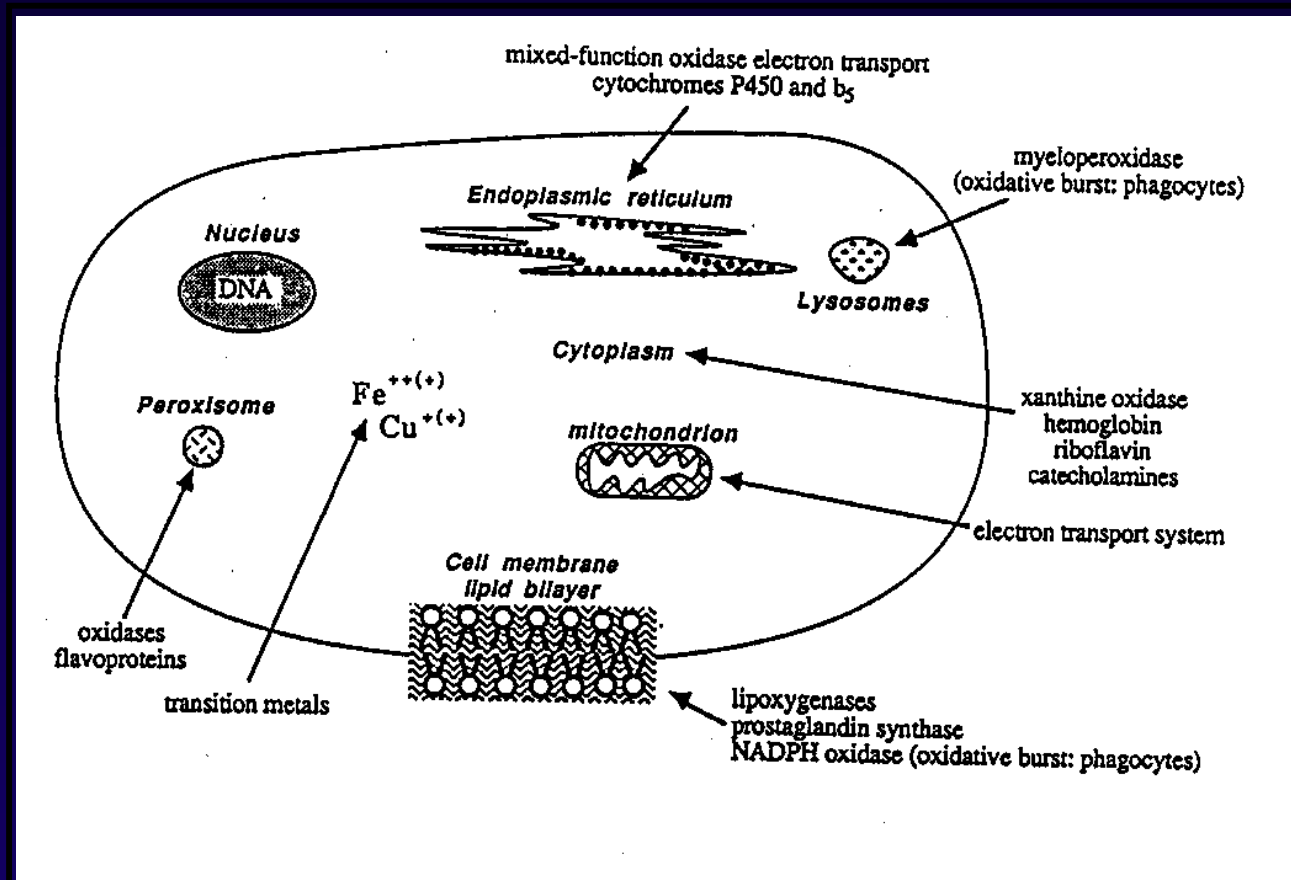 mixed-function oxidase electron transport
cytochromes P450 and b5
myeloperoxidase
(oxidative burst: phagocytes)
Endoplasmic reticulum
Nucleus
DNA
Lysosomes
Cytoplasm
Fe++(+)
Cu+(+)
Peroxisome
mitochondrion
xanthine oxidase
hemoglobin
riboflavin
catecholamines
electron transport system
Cell membrane
lipid bilayer
oxidases
flavoproteins
transition metals
lipoxygenases
prostaglandin synthase
NADPH oxidase (oxidative burst: phagocytes)